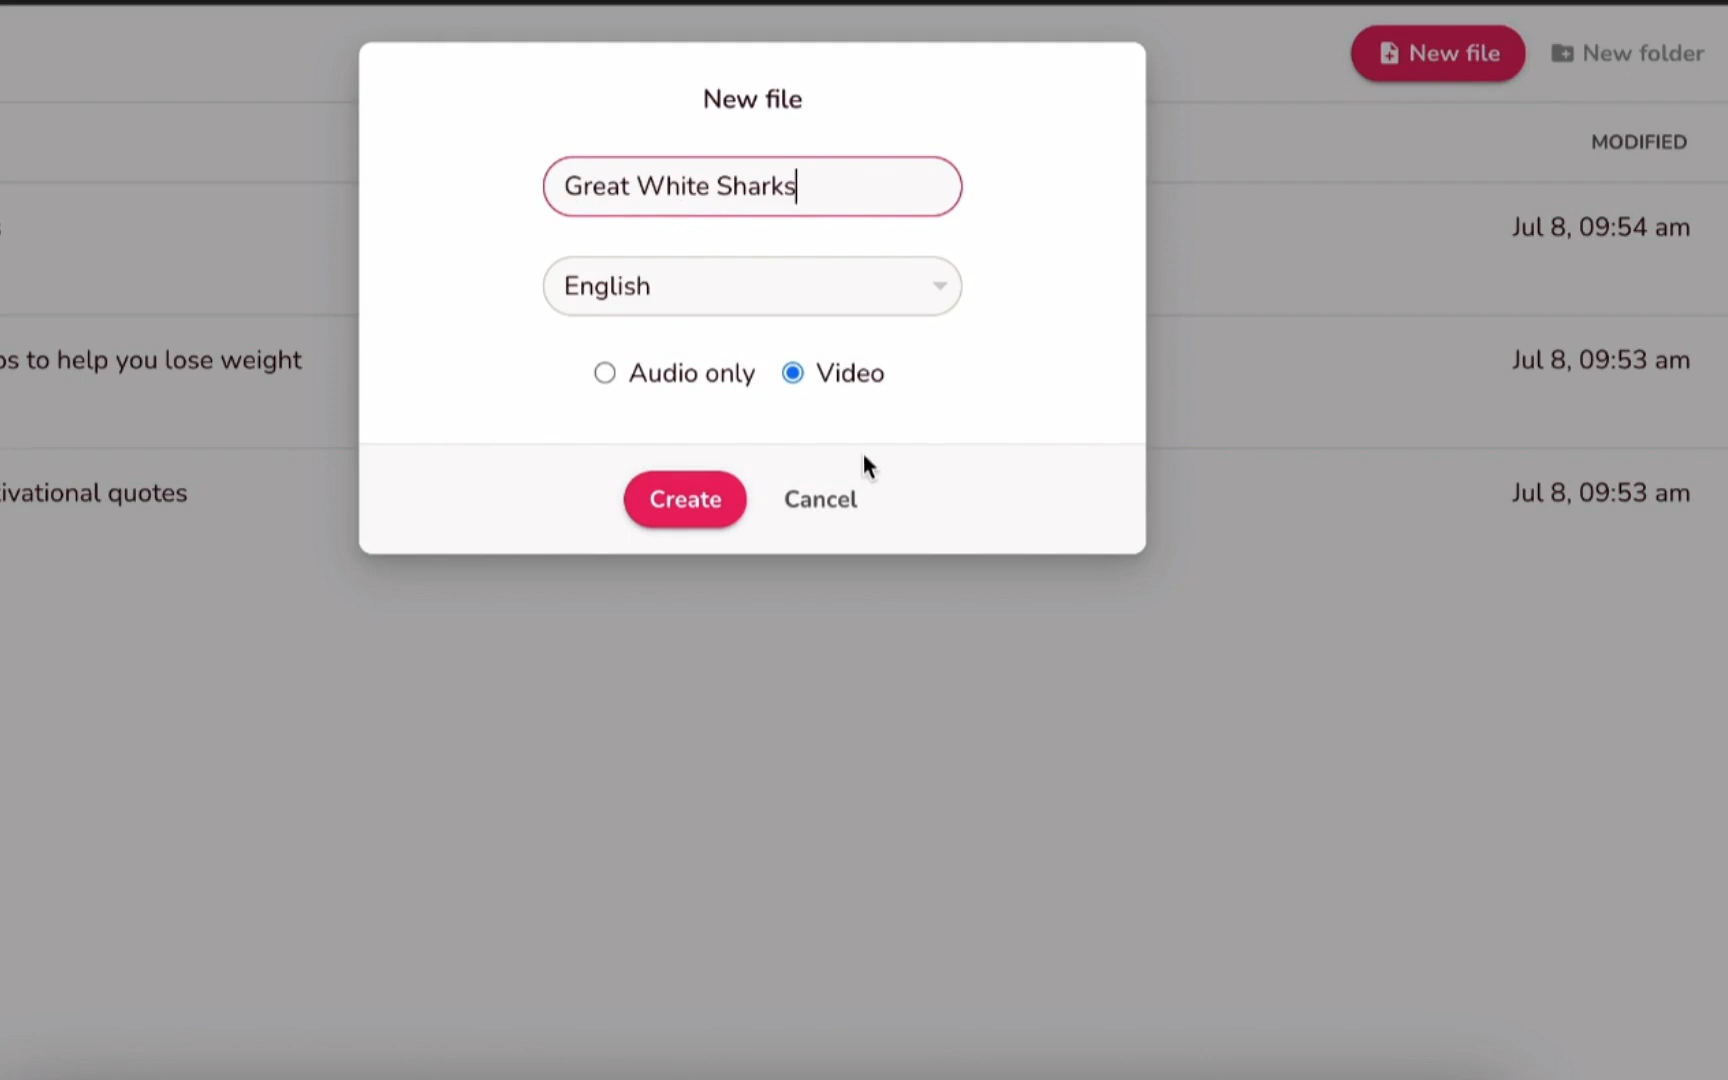 New file
New folder
New file
Great White Sharks
MODIFIED
Jul 8, 09:54 am
English
to help you lose weight
Jul 8, 09:53 am
Audio only
Video
quotes
Jul 8, 09:53 am
Create
Cancel